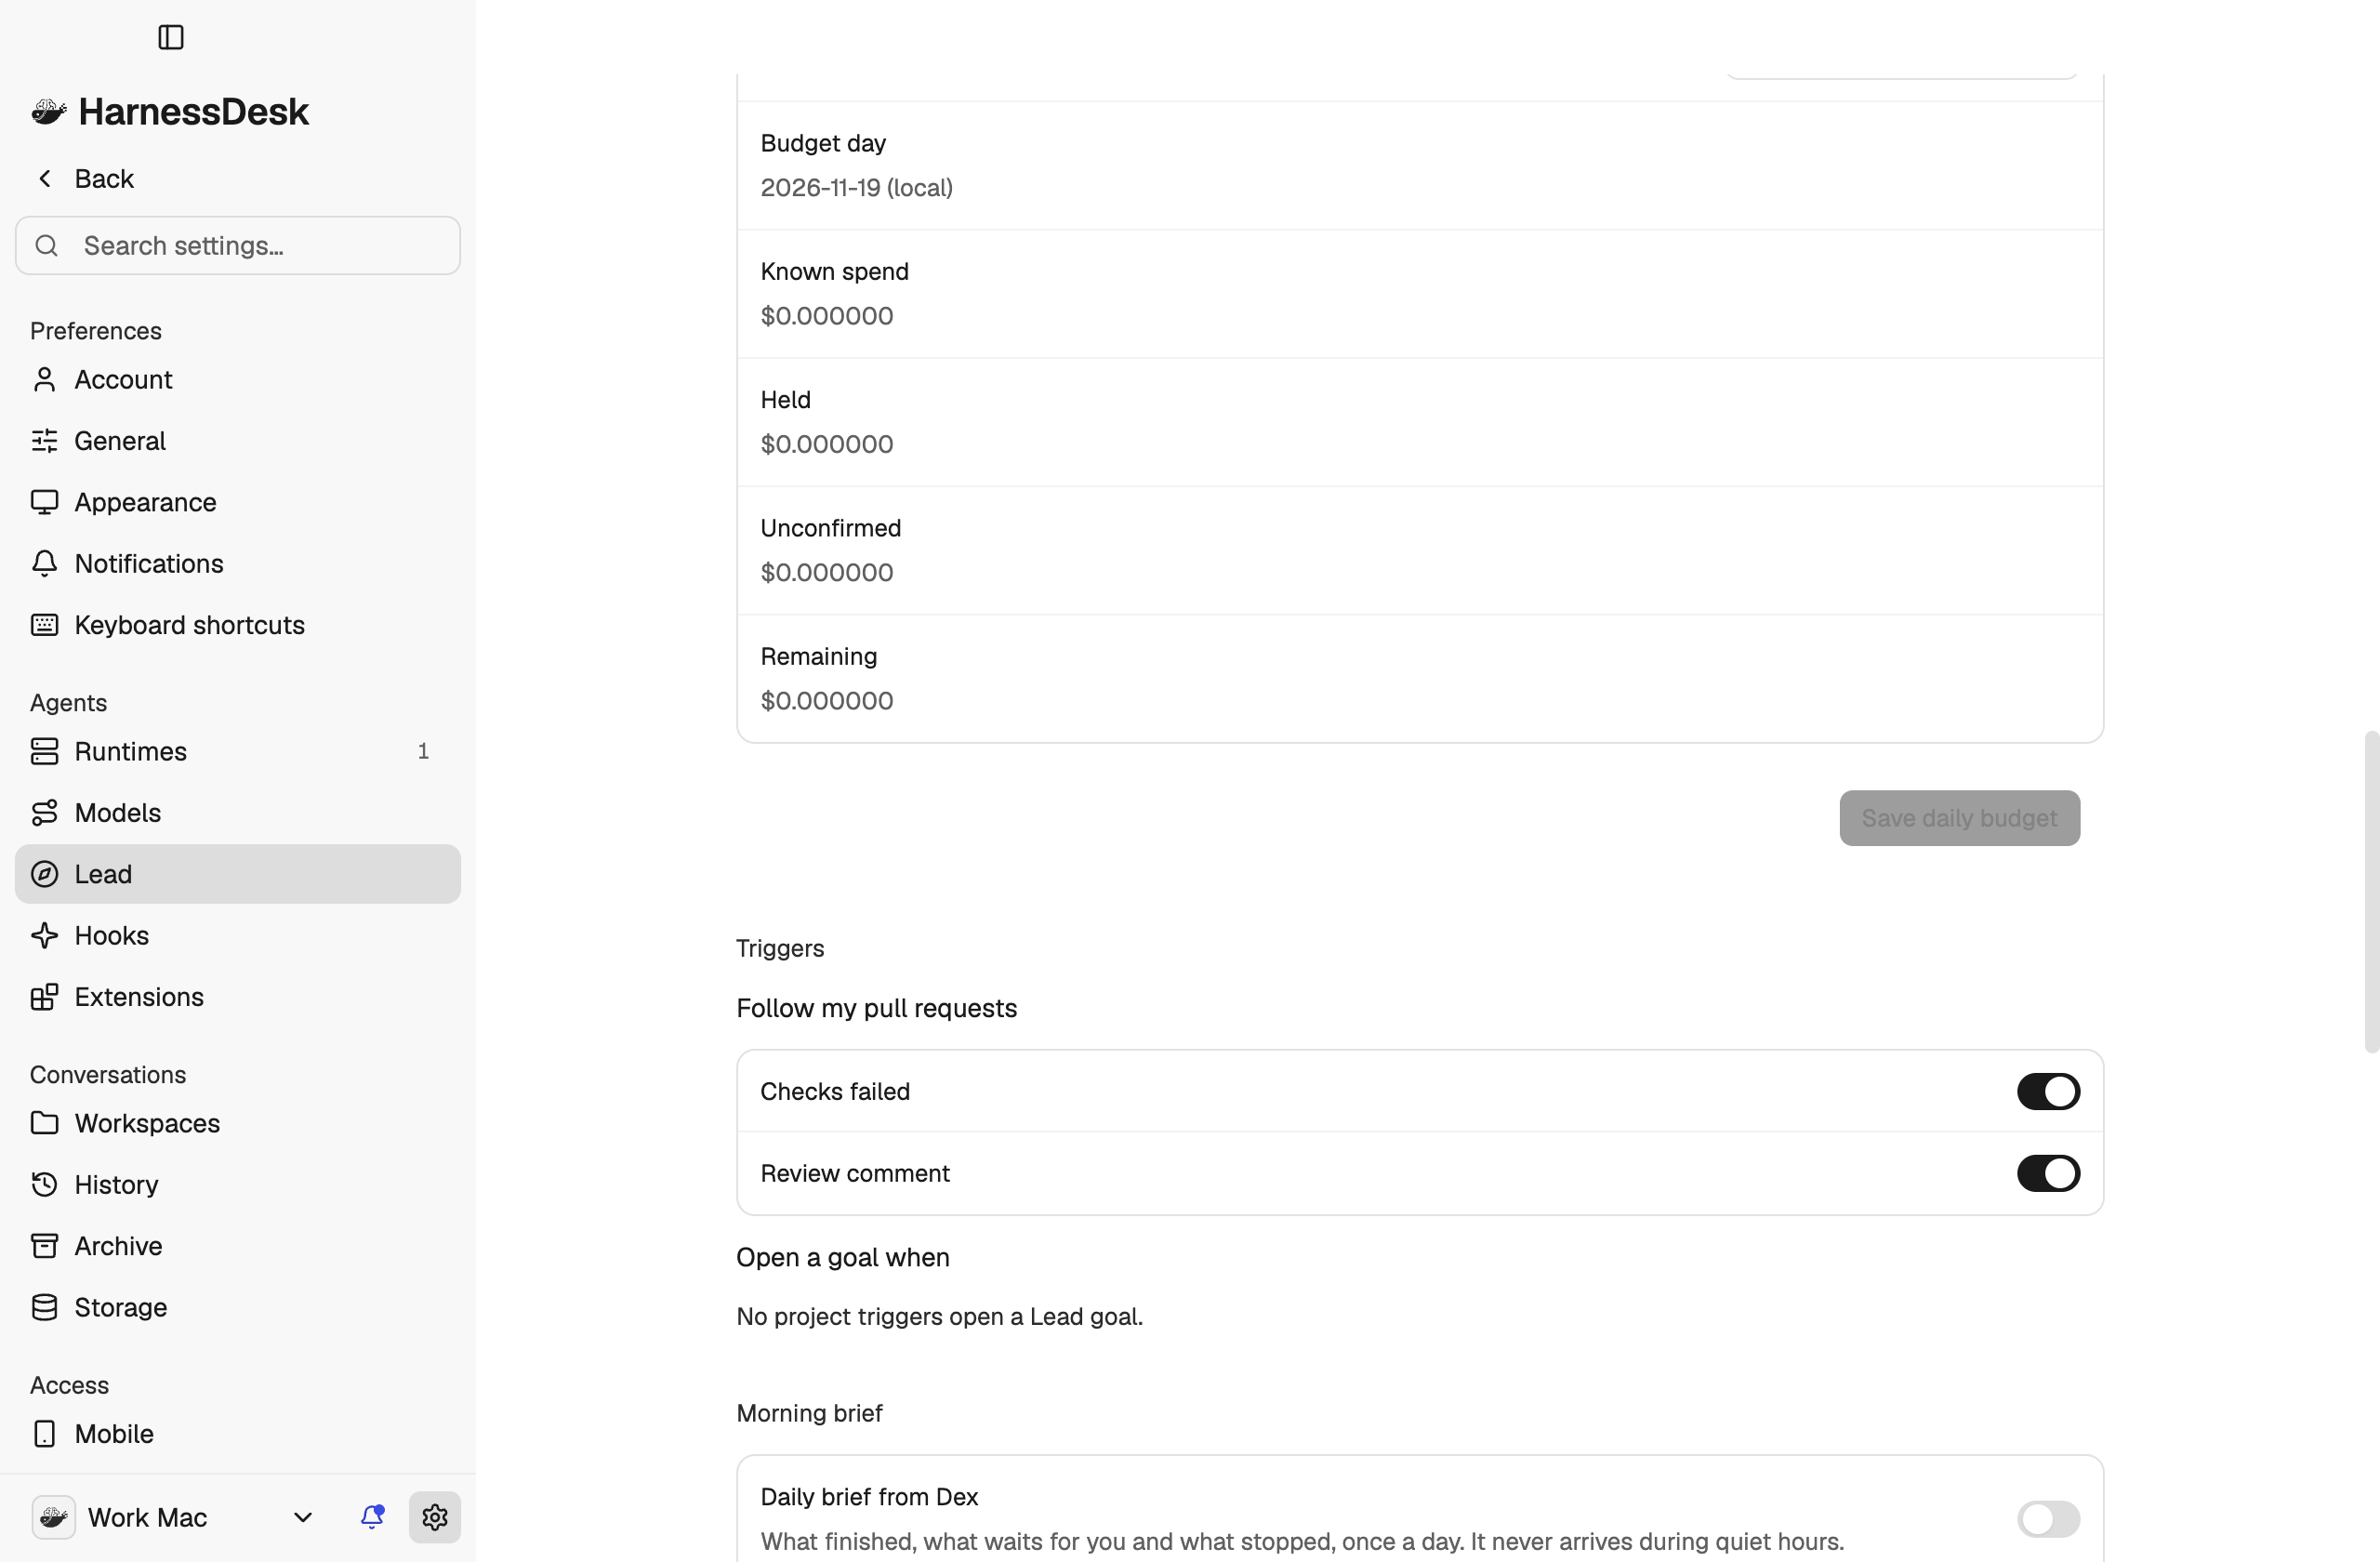 HarnessDesk
Back
Search settings...
Preferences
Account
General
Appearance
Notifications
Keyboard shortcuts
Agents
Runtimes 1
Models
Lead
Hooks
Extensions
Conversations
Workspaces
History
Archive
Storage
Access
Mobile
Work Mac
Budget day
2026-11-19 (local)
Known spend
$0.000000
Held
$0.000000
Unconfirmed
$0.000000
Remaining
$0.000000
Save daily budget
Triggers
Follow my pull requests
Checks failed
Review comment
Open a goal when
No project triggers open a Lead goal.
Morning brief
Daily brief from Dex
What finished, what waits for you and what stopped, once a day. It never arrives during quiet hours.